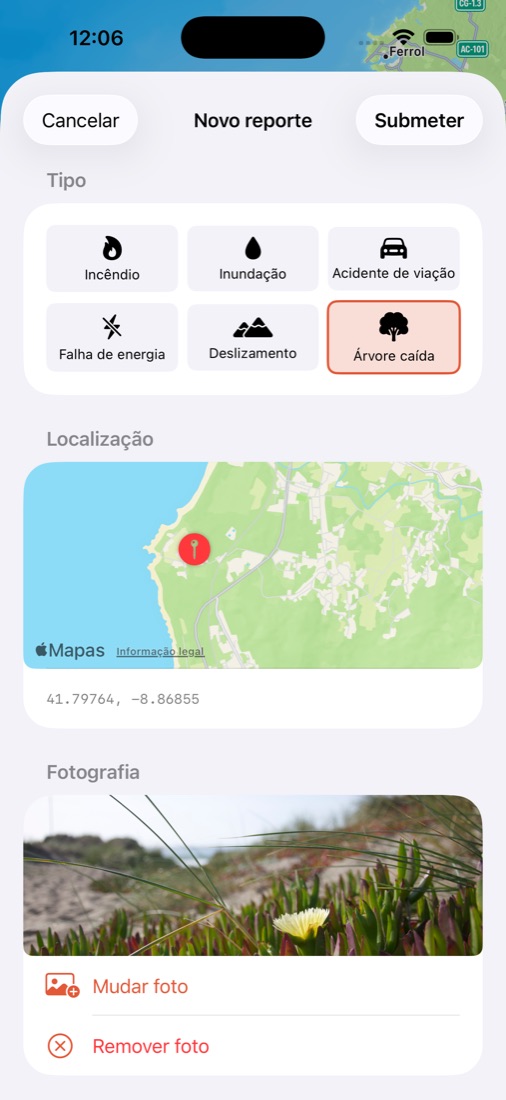 CG-1.3
12:06
Ferrol
AC-101
Cancelar
Novo reporte
Submeter
Tipo
Incêndio
Inundação
Acidente de viação
Falha de energia
Deslizamento
Árvore caída
Localização
Mapas
Informação legal
41.79764, -8.86855
Fotografia
Mudar foto
Remover foto